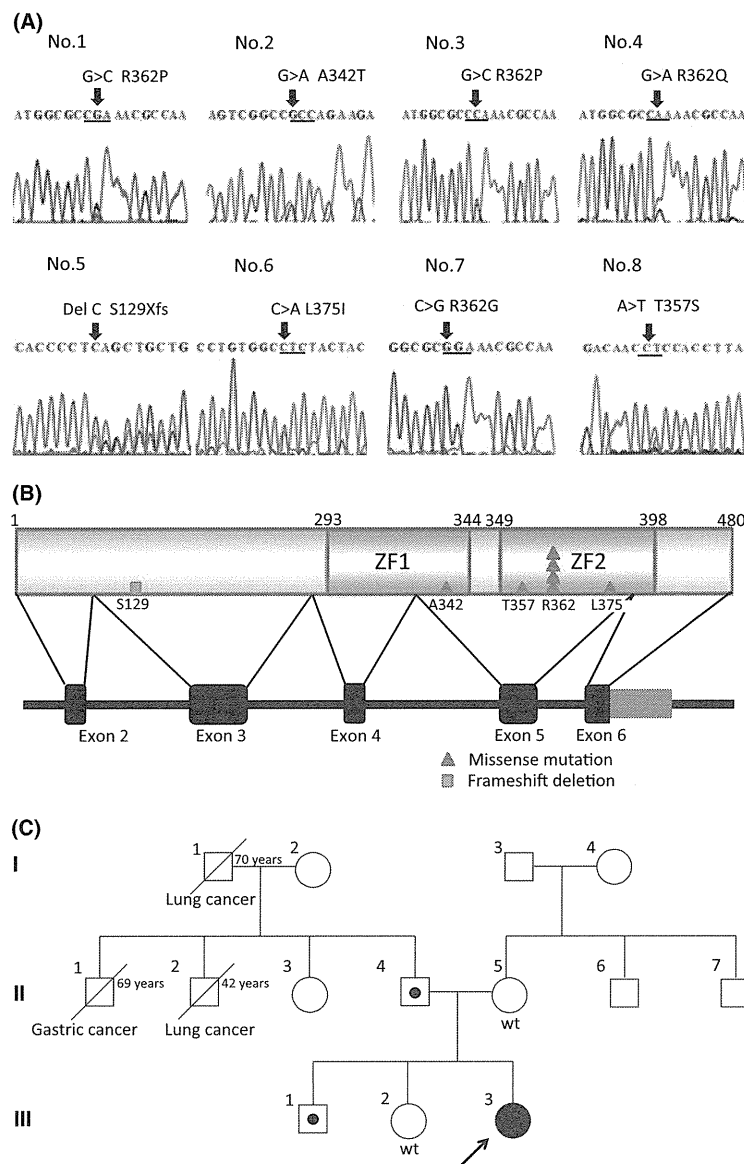 (A)
No.1 No.2 No.3 No.4
G>C R362P G>A A342T G>C R362P G>A R362Q
ATGGCGCCGAAACGCCAA AGTCGGCCGCCAGAAGA ATGGCGCCCAAACGCCAA ATGGCGCCAAAACGCCAA
No.5 No.6 No.7 No.8
Del C S129Xfs C>A L375I C>G R362G A>T T357S
CACCCCTCAGCTGCTG CCTGTGGCCTCTACTAC GGCGCGGAAACGCCAA GACAACCTCCACCTTA
(B)
1 293 344 349 398 480
ZF1 ZF2
S129 A342 T357 R362 L375
Exon 2 Exon 3 Exon 4 Exon 5 Exon 6
Missense mutation
Frameshift deletion
(C)
I
1 70 years 2 3 4
Lung cancer
II
1 69 years 2 42 years 3 4 5 6 7
Gastric cancer Lung cancer wt
III
1 2 3
wt